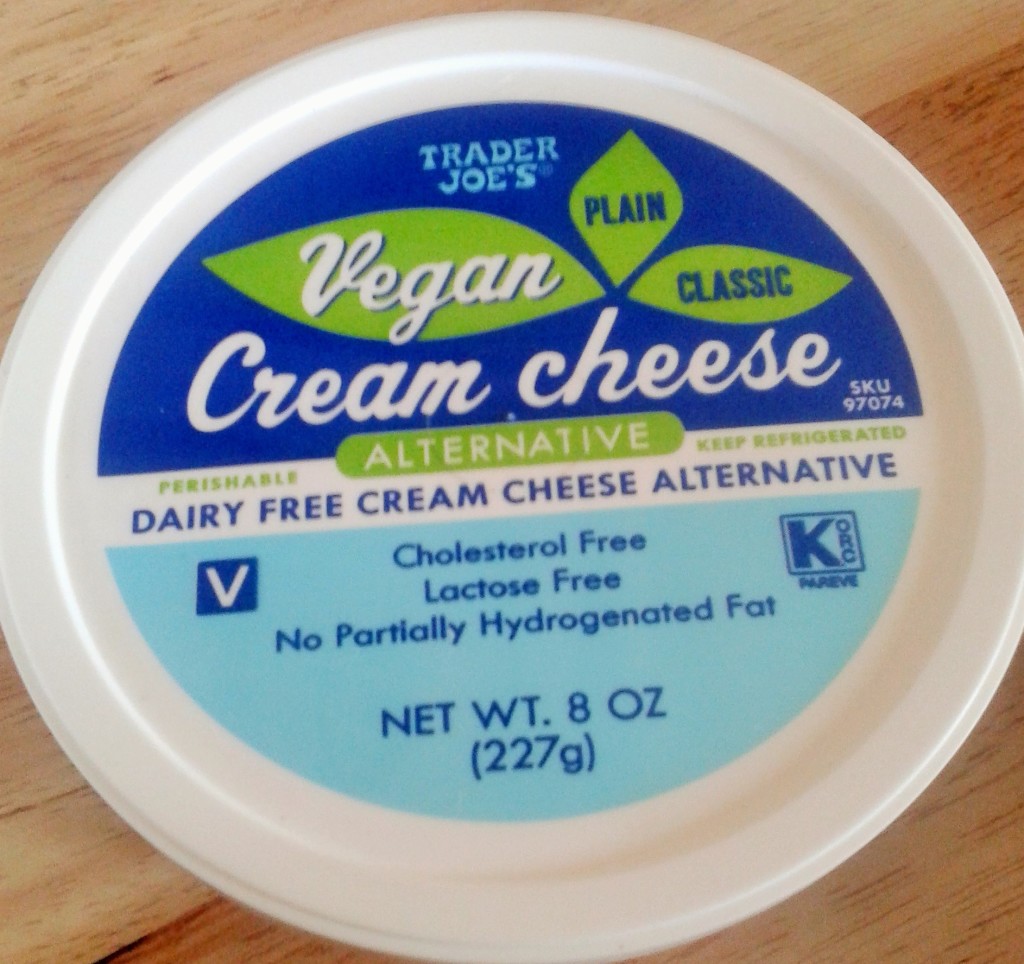 TRADER
JOE'S®
PLAIN
Vegan
CLASSIC
Cream cheese
SKU
97074
ALTERNATIVE
PERISHABLE
KEEP REFRIGERATED
DAIRY FREE CREAM CHEESE ALTERNATIVE
V
Cholesterol Free
Lactose Free
No Partially Hydrogenated Fat
K ORC
PAREVE
NET WT. 8 OZ
(227g)